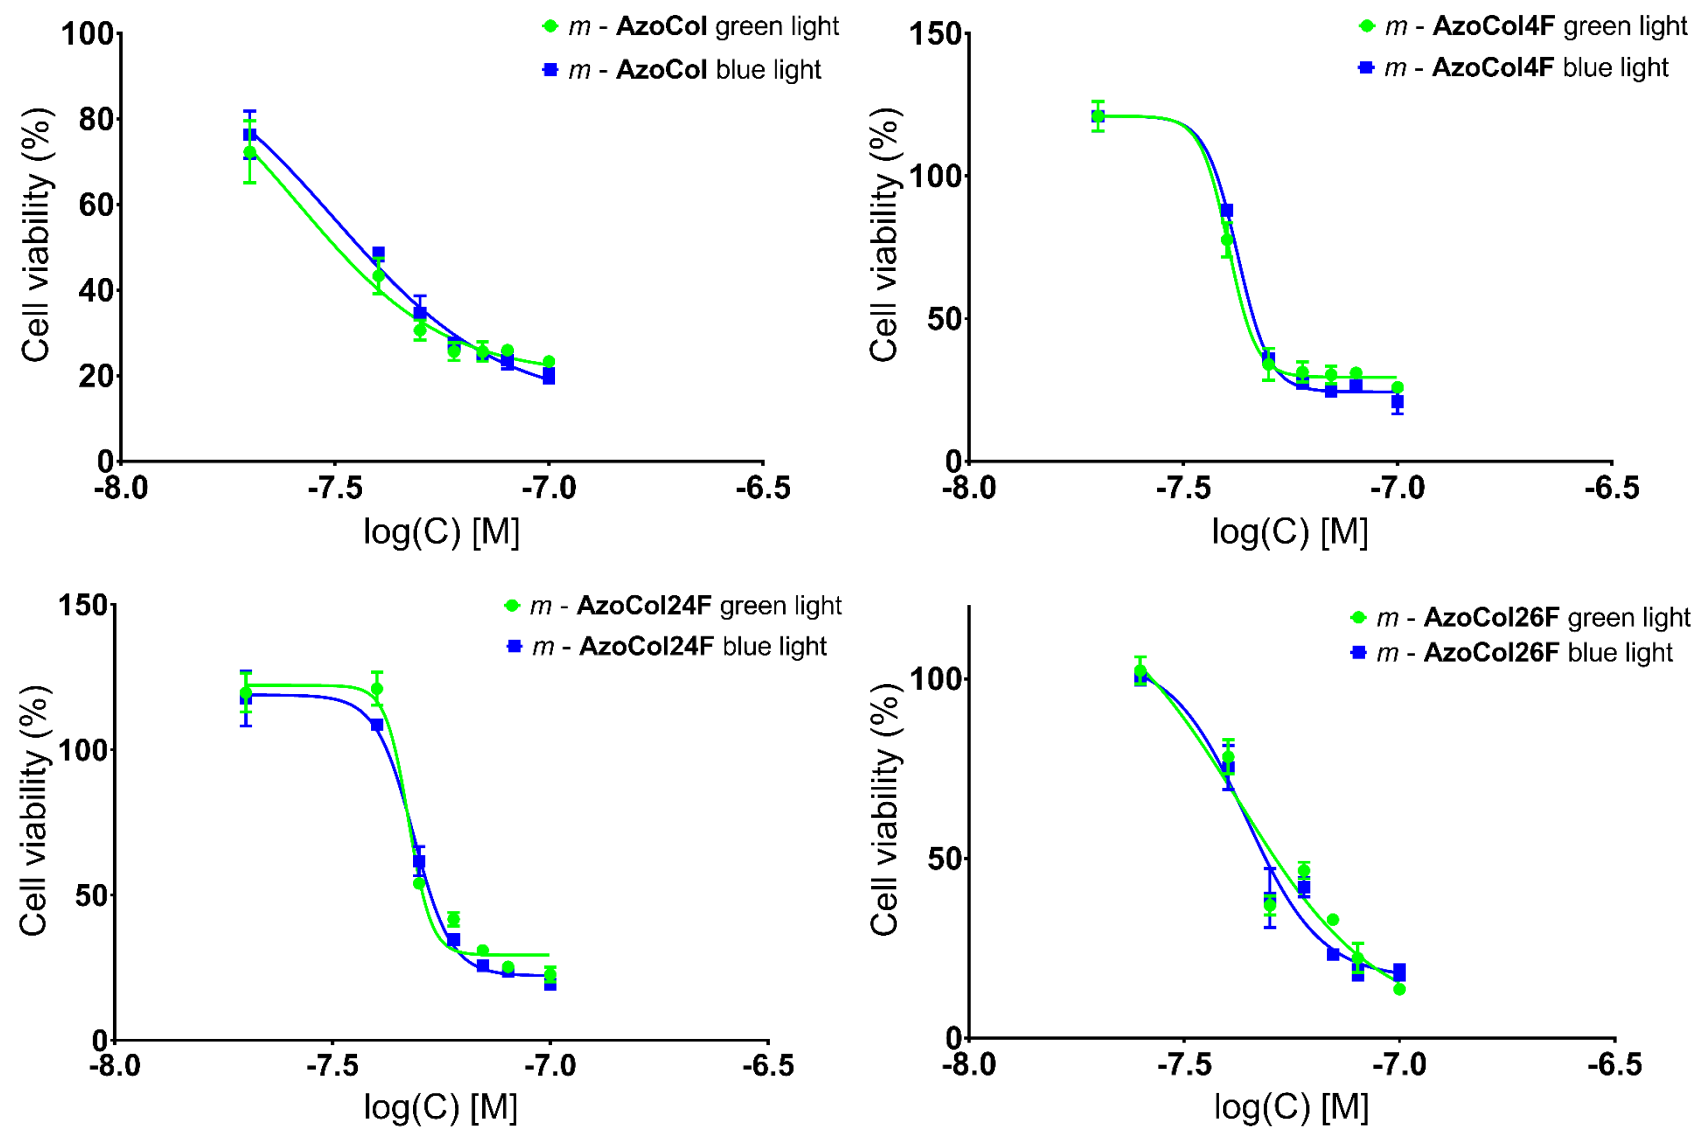 m - AzoCol green light
m - AzoCol blue light
100
80
60
40
20
0
Cell viability (%)
-8.0 -7.5 -7.0 -6.5
log(C) [M]
m - AzoCol4F green light
m - AzoCol4F blue light
150
100
50
0
Cell viability (%)
-8.0 -7.5 -7.0 -6.5
log(C) [M]
m - AzoCol24F green light
m - AzoCol24F blue light
150
100
50
0
Cell viability (%)
-8.0 -7.5 -7.0 -6.5
log(C) [M]
m - AzoCol26F green light
m - AzoCol26F blue light
100
50
0
Cell viability (%)
-8.0 -7.5 -7.0 -6.5
log(C) [M]